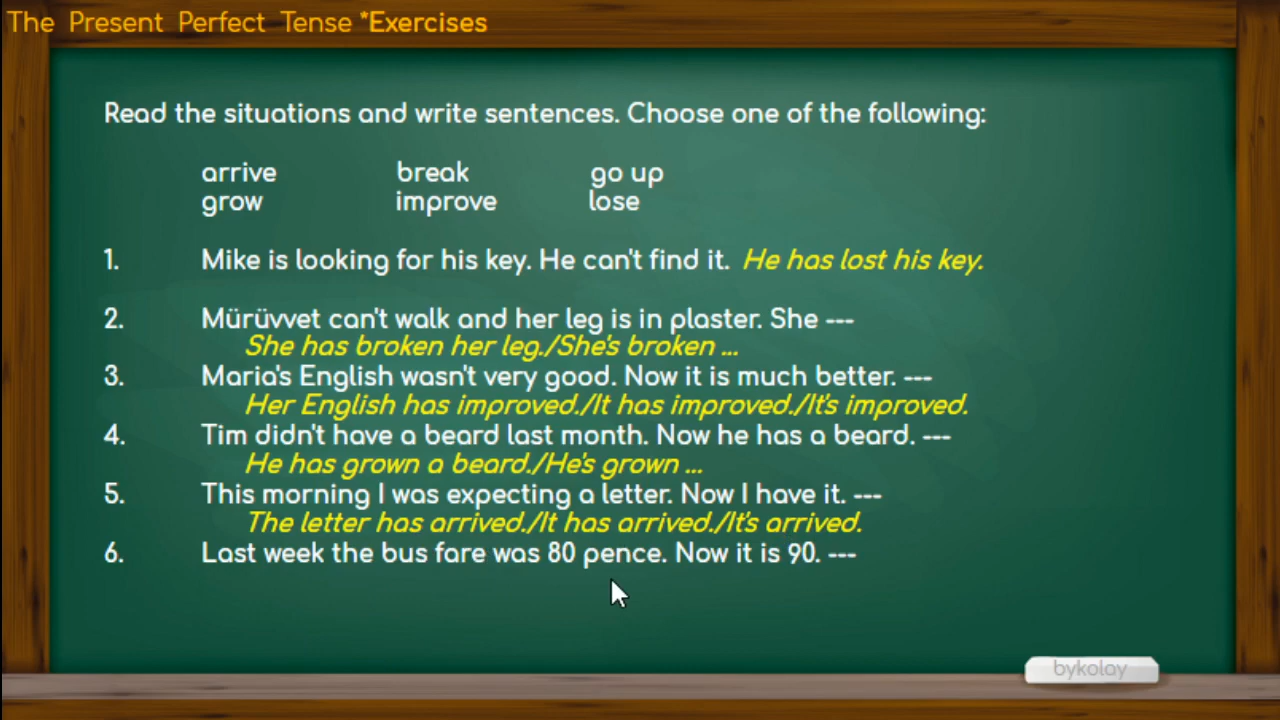 The Present Perfect Tense *Exercises
Read the situations and write sentences. Choose one of the following:
arrive break go up
grow improve lose
1. Mike is looking for his key. He can't find it. He has lost his key.
2. Mürüvvet can't walk and her leg is in plaster. She ---
She has broken her leg./She's broken ...
3. Maria's English wasn't very good. Now it is much better. ---
Her English has improved./It has improved./It's improved.
4. Tim didn't have a beard last month. Now he has a beard. ---
He has grown a beard./He's grown ...
5. This morning I was expecting a letter. Now I have it. ---
The letter has arrived./It has arrived./It's arrived.
6. Last week the bus fare was 80 pence. Now it is 90. ---
bykolay